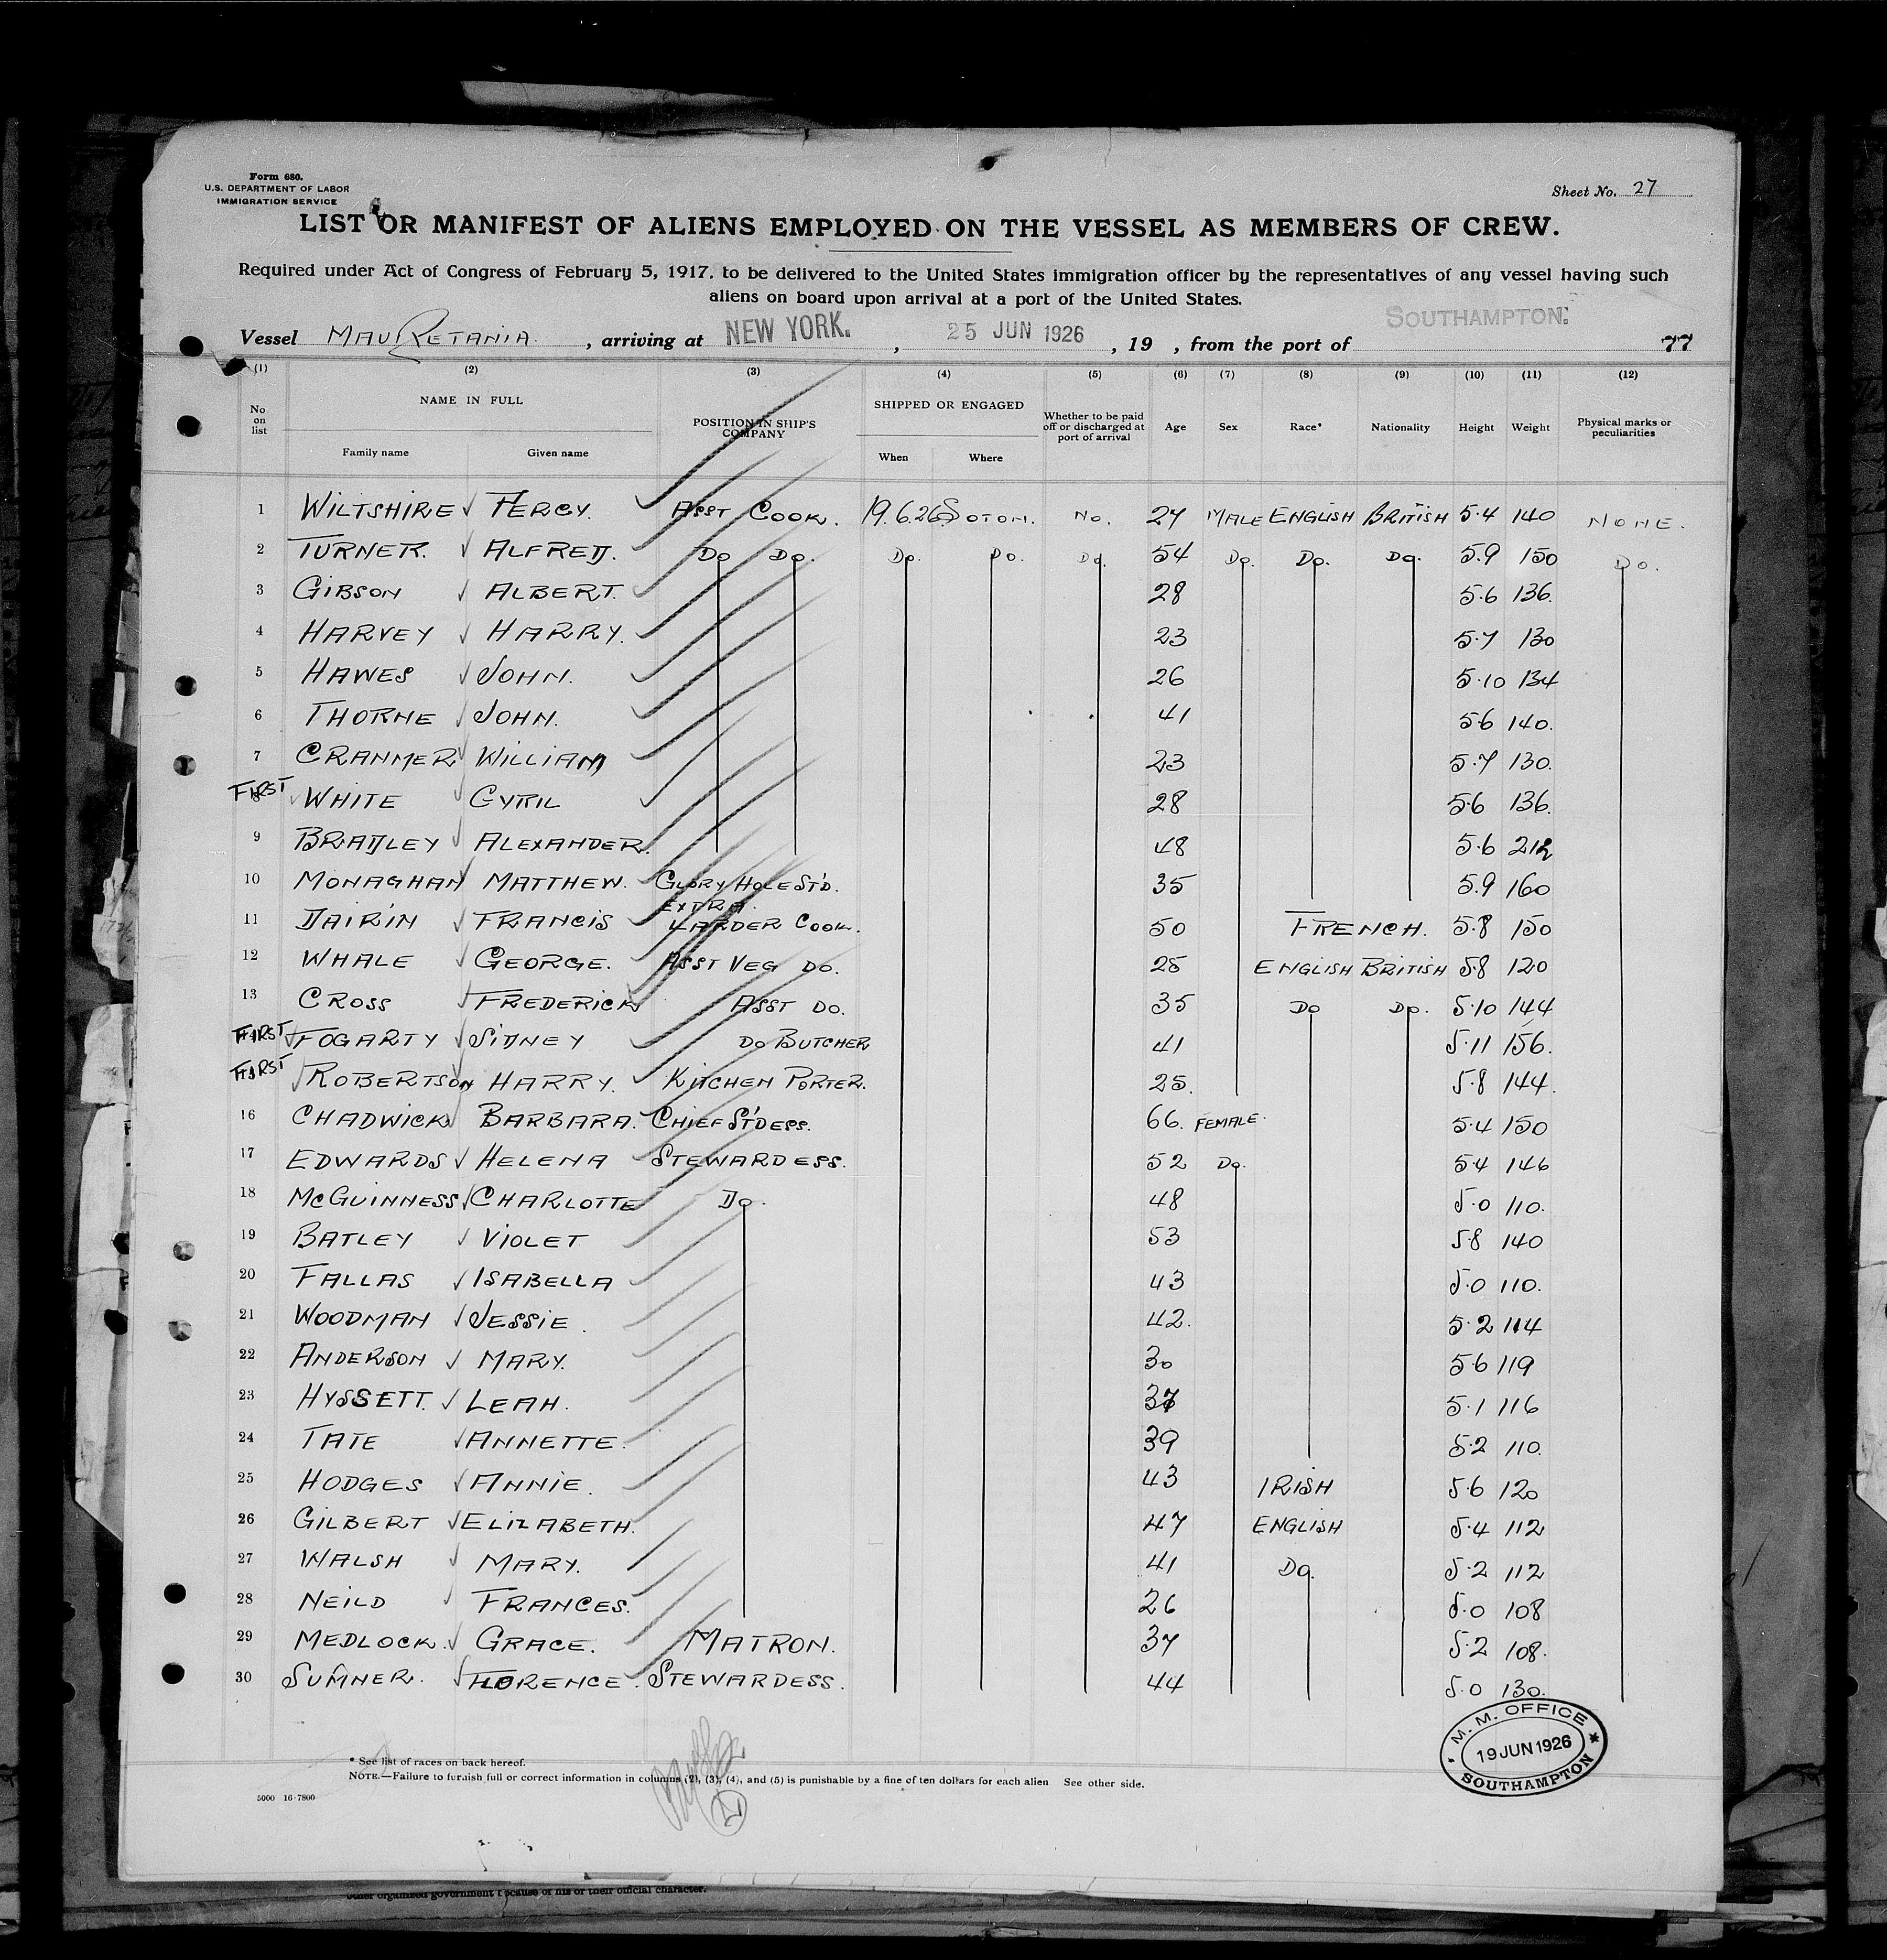 Form 680.
U.S. DEPARTMENT OF LABOR
IMMIGRATION SERVICE
Sheet No. 27
LIST OR MANIFEST OF ALIENS EMPLOYED ON THE VESSEL AS MEMBERS OF CREW.
Required under Act of Congress of February 5, 1917, to be delivered to the United States immigration officer by the representatives of any vessel having such
aliens on board upon arrival at a port of the United States.
Vessel MAURETANIA. , arriving at NEW YORK. , 25 JUN 1926 , 19 , from the port of SOUTHAMPTON. 77
(1) (2) (3) (4) (5) (6) (7) (8) (9) (10) (11) (12)
No on list NAME IN FULL Family name Given name POSITION IN SHIP'S COMPANY SHIPPED OR ENGAGED When Where Whether to be paid off or discharged at port of arrival Age Sex Race* Nationality Height Weight Physical marks or peculiarities
1 WILTSHIRE PERCY. ASST COOK. 19.6.26 SOTON. NO. 27 MALE ENGLISH BRITISH 5.4 140 NONE.
2 TURNER. ALFRED. DO DO. DO. DO. DO. 54 DO. DO. DO. 5.9 150 DO.
3 GIBSON ALBERT. 28 5.6 136.
4 HARVEY HARRY. 23 5.7 130
5 HAWES JOHN. 26 5.10 134
6 THORNE JOHN. 41 5.6 140.
7 CRANMER WILLIAM 23 5.7 130.
FIRST 8 WHITE CYRIL 28 5.6 136.
9 BRADLEY ALEXANDER. 48 5.6 212
10 MONAGHAN MATTHEW. GLORY HOLE ST'D. 35 5.9 160
11 DAIRIN FRANCIS EXTRA LARDER COOK. 50 FRENCH. 5.8 150
12 WHALE GEORGE. ASST VEG DO. 25 ENGLISH BRITISH 5.8 120
13 CROSS FREDERICK ASST DO. 35 DO DO. 5.10 144
FIRST FOGARTY SIDNEY DO BUTCHER 41 5.11 156.
FIRST ROBERTSON HARRY. KITCHEN PORTER. 25. 5.8 144.
16 CHADWICK BARBARA. CHIEF ST'DESS. 66. FEMALE. 5.4 150
17 EDWARDS HELENA STEWARDESS. 52 DO. 5.4 146
18 McGUINNESS CHARLOTTE DO. 48 5.0 110.
19 BATLEY VIOLET 53 5.8 140
20 FALLAS ISABELLA 43 5.0 110.
21 WOODMAN JESSIE. 42. 5.2 114
22 ANDERSON MARY. 30 5.6 119
23 HYSSETT. LEAH. 37 5.1 116
24 TATE ANNETTE. 39 5.2 110.
25 HODGES ANNIE. 43 IRISH 5.6 120
26 GILBERT ELIZABETH. 47 ENGLISH 5.4 112
27 WALSH MARY. 41 DO. 5.2 112
28 NEILD FRANCES. 26 5.0 108
29 MEDLOCK. GRACE. MATRON. 37 5.2 108.
30 SUMNER. FLORENCE. STEWARDESS. 44 5.0 130.
M. M. OFFICE
19 JUN 1926
SOUTHAMPTON
* See list of races on back hereof.
NOTE.—Failure to furnish full or correct information in columns (2), (3), (4), and (5) is punishable by a fine of ten dollars for each alien See other side.
5000 16-7800
other organized government because of his or their official character.